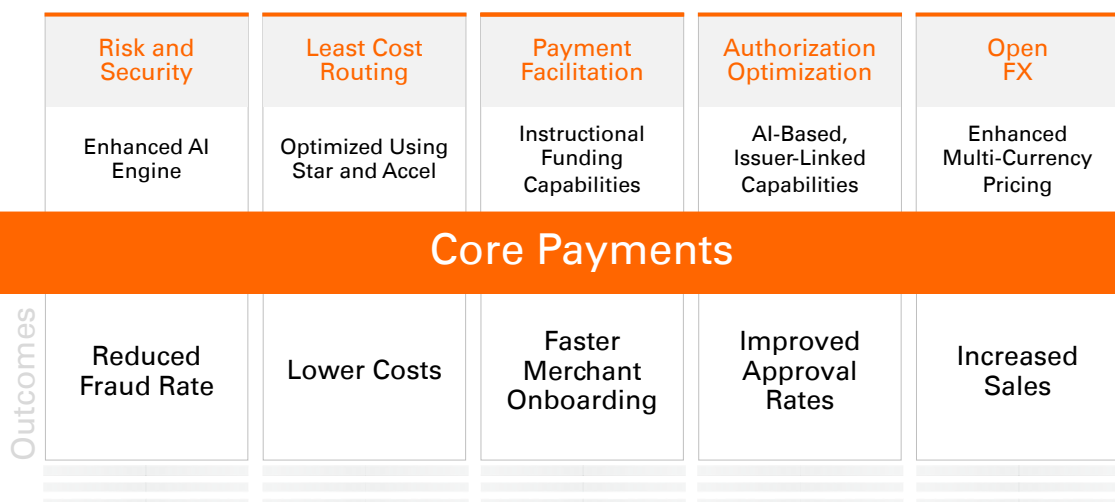 Risk and
Security
Least Cost
Routing
Payment
Facilitation
Authorization
Optimization
Open
FX
Enhanced AI
Engine
Optimized Using
Star and Accel
Instructional
Funding
Capabilities
AI-Based,
Issuer-Linked
Capabilities
Enhanced
Multi-Currency
Pricing
Core Payments
Outcomes
Reduced
Fraud Rate
Lower Costs
Faster
Merchant
Onboarding
Improved
Approval
Rates
Increased
Sales